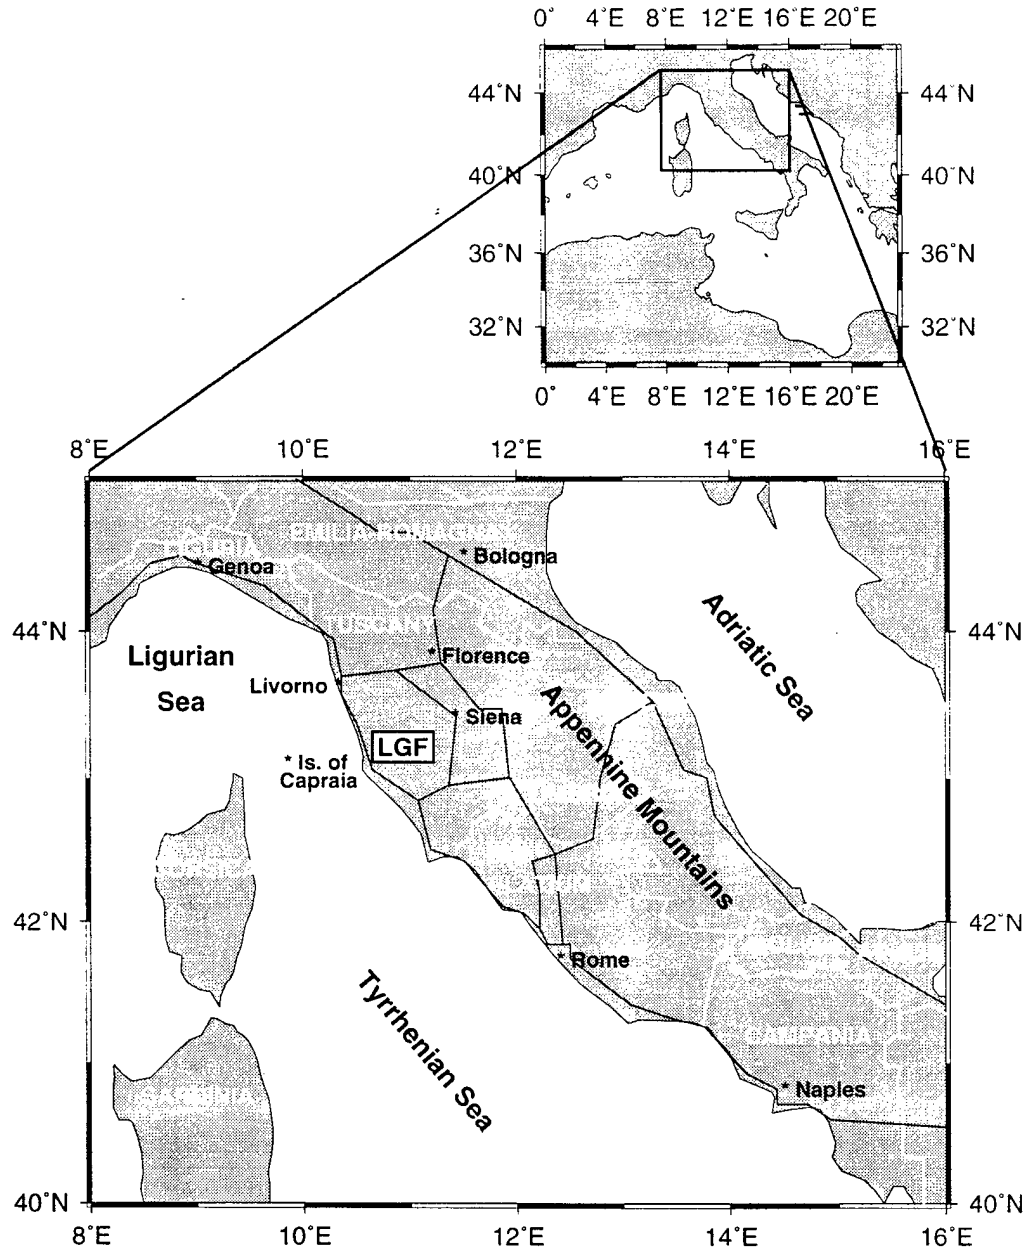 0° 4°E 8°E 12°E 16°E 20°E
44°N 44°N
40°N 40°N
36°N 36°N
32°N 32°N
0° 4°E 8°E 12°E 16°E 20°E
8°E 10°E 12°E 14°E 16°E
EMILIA-ROMAGNA
LIGURIA
Bologna
Genoa
Adriatic Sea
44°N 44°N
TUSCANY
Ligurian
Sea
Florence
Livorno
Siena
Appennine Mountains
LGF
Is. of
Capraia
42°N 42°N
Rome
Tyrrhenian Sea
CAMPANIA
Naples
SARDINIA
40°N 40°N
8°E 10°E 12°E 14°E 16°E